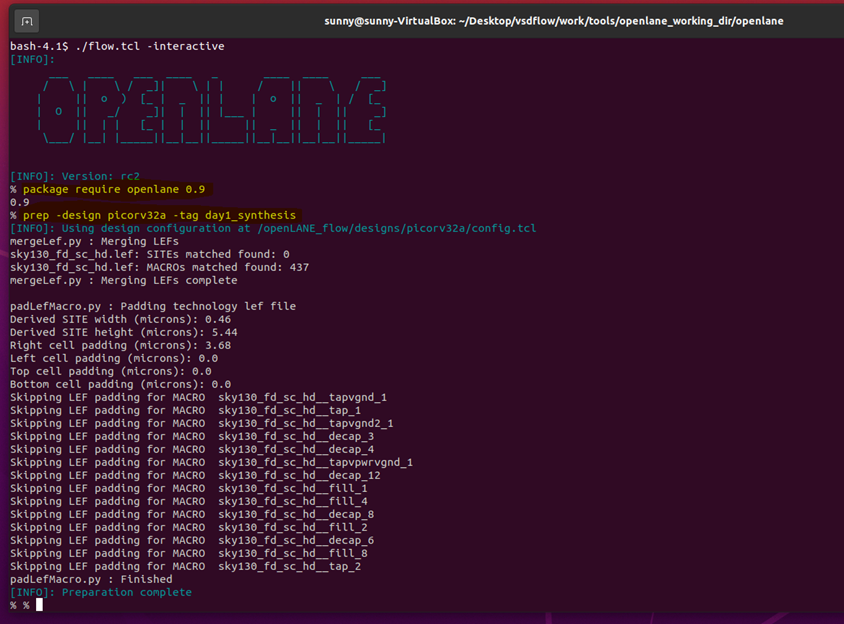 sunny@sunny-VirtualBox: ~/Desktop/vsdflow/work/tools/openlane_working_dir/openlane
bash-4.1$ ./flow.tcl -interactive
[INFO]:
OPENLANE
[INFO]: Version: rc2
% package require openlane 0.9
0.9
% prep -design picorv32a -tag day1_synthesis
[INFO]: Using design configuration at /openLANE_flow/designs/picorv32a/config.tcl
mergeLef.py : Merging LEFs
sky130_fd_sc_hd.lef: SITEs matched found: 0
sky130_fd_sc_hd.lef: MACROs matched found: 437
mergeLef.py : Merging LEFs complete
padLefMacro.py : Padding technology lef file
Derived SITE width (microns): 0.46
Derived SITE height (microns): 5.44
Right cell padding (microns): 3.68
Left cell padding (microns): 0.0
Top cell padding (microns): 0.0
Bottom cell padding (microns): 0.0
Skipping LEF padding for MACRO  sky130_fd_sc_hd__tapvgnd_1
Skipping LEF padding for MACRO  sky130_fd_sc_hd__tap_1
Skipping LEF padding for MACRO  sky130_fd_sc_hd__tapvgnd2_1
Skipping LEF padding for MACRO  sky130_fd_sc_hd__decap_3
Skipping LEF padding for MACRO  sky130_fd_sc_hd__decap_4
Skipping LEF padding for MACRO  sky130_fd_sc_hd__tapvpwrvgnd_1
Skipping LEF padding for MACRO  sky130_fd_sc_hd__decap_12
Skipping LEF padding for MACRO  sky130_fd_sc_hd__fill_1
Skipping LEF padding for MACRO  sky130_fd_sc_hd__fill_4
Skipping LEF padding for MACRO  sky130_fd_sc_hd__decap_8
Skipping LEF padding for MACRO  sky130_fd_sc_hd__fill_2
Skipping LEF padding for MACRO  sky130_fd_sc_hd__decap_6
Skipping LEF padding for MACRO  sky130_fd_sc_hd__fill_8
Skipping LEF padding for MACRO  sky130_fd_sc_hd__tap_2
padLefMacro.py : Finished
[INFO]: Preparation complete
% %